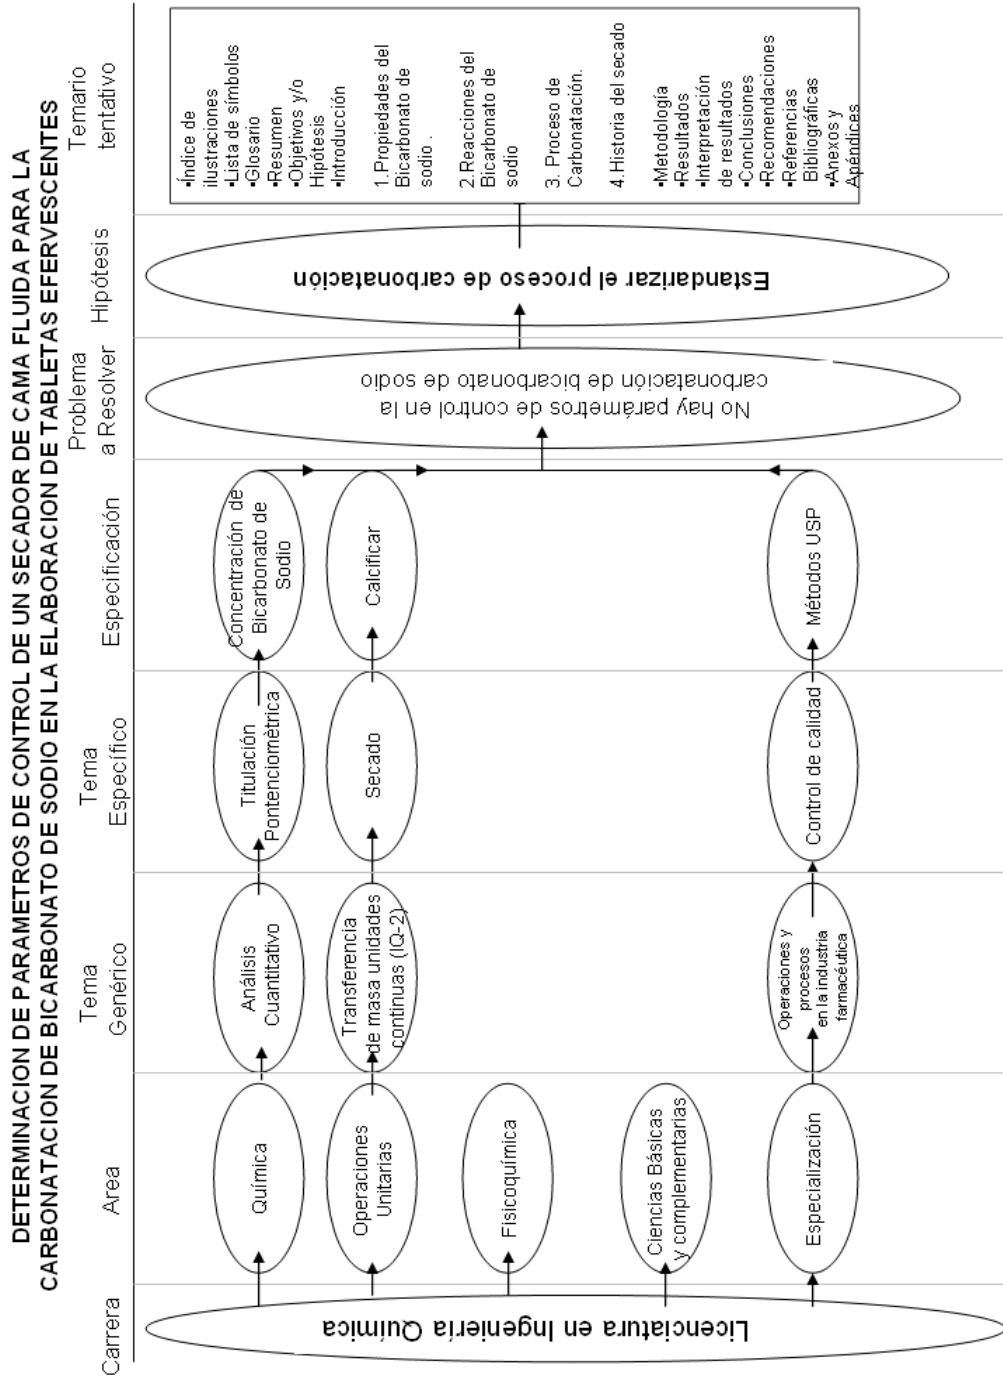 DETERMINACION DE PARAMETROS DE CONTROL DE UN SECADOR DE CAMA FLUIDA PARA LA
CARBONATACION DE BICARBONATO DE SODIO EN LA ELABORACION DE TABLETAS EFERVESCENTES
Carrera
Area
Tema
Genérico
Tema
Específico
Especificación
Problema
a Resolver
Hipótesis
Temario
tentativo
Licenciatura en Ingeniería Química
Química
Análisis
Cuantitativo
Titulación
Pontenciomètrica
Concentración de
Bicarbonato de
Sodio
Operaciones
Unitarias
Transferencia
de masa unidades
continuas (IQ-2)
Secado
Calcificar
Fisicoquímica
Ciencias Básicas
y complementarias
Especialización
Operaciones y
procesos
en la industria
farmacéutica
Control de calidad
Métodos USP
No hay parámetros de control en la
carbonatación de bicarbonato de sodio
Estandarizar el proceso de carbonatación
•Índice de
ilustraciones
•Lista de símbolos
•Glosario
•Resumen
•Objetivos y/o
Hipótesis
•Introducción
1.Propiedades del
Bicarbonato de
sodio .
2.Reacciones del
Bicarbonato de
sodio
3. Proceso de
Carbonatación.
4.Historia del secado
•Metodología
•Resultados
•Interpretación
de resultados
•Conclusiones
•Recomendaciones
•Referencias
Bibliográficas
•Anexos y
Apéndices